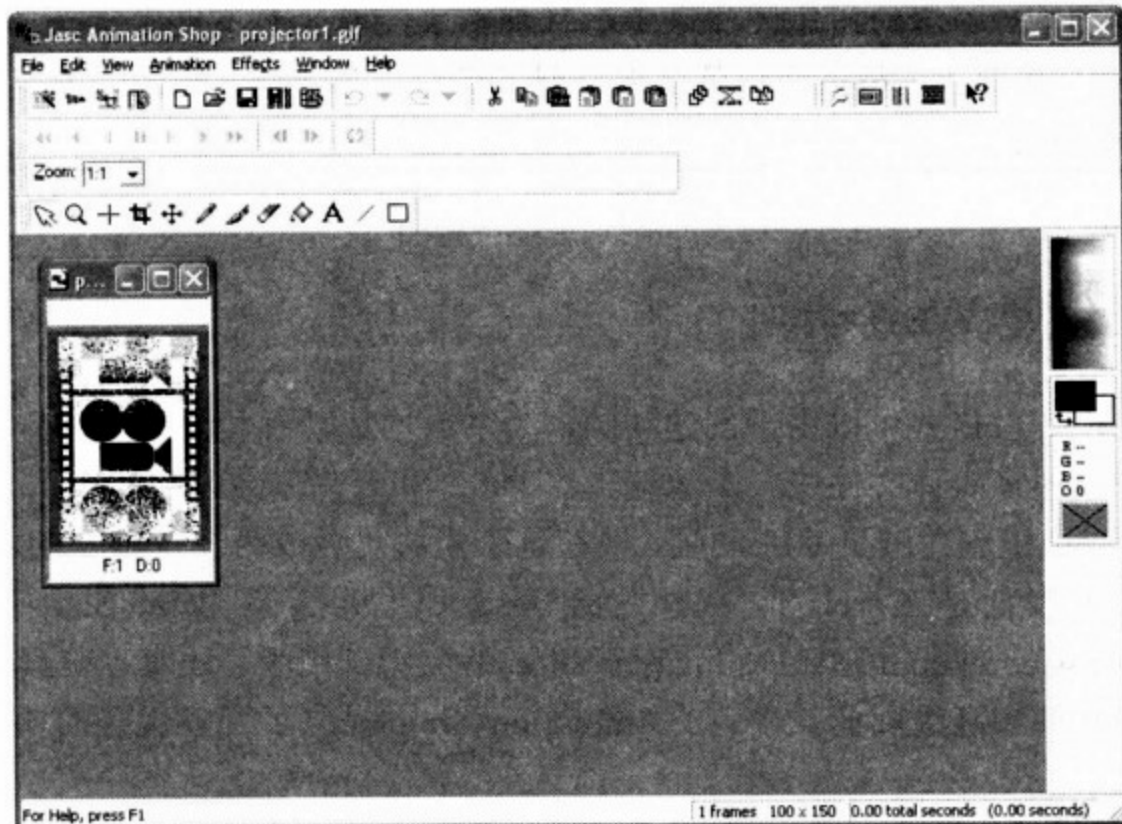 Jasc Animation Shop - projector1.gif
File Edit View Animation Effects Window Help
Zoom: 1:1
p...
F:1 D:0
R --
G --
B --
O 0
For Help, press F1
1 frames 100 x 150 0.00 total seconds (0.00 seconds)